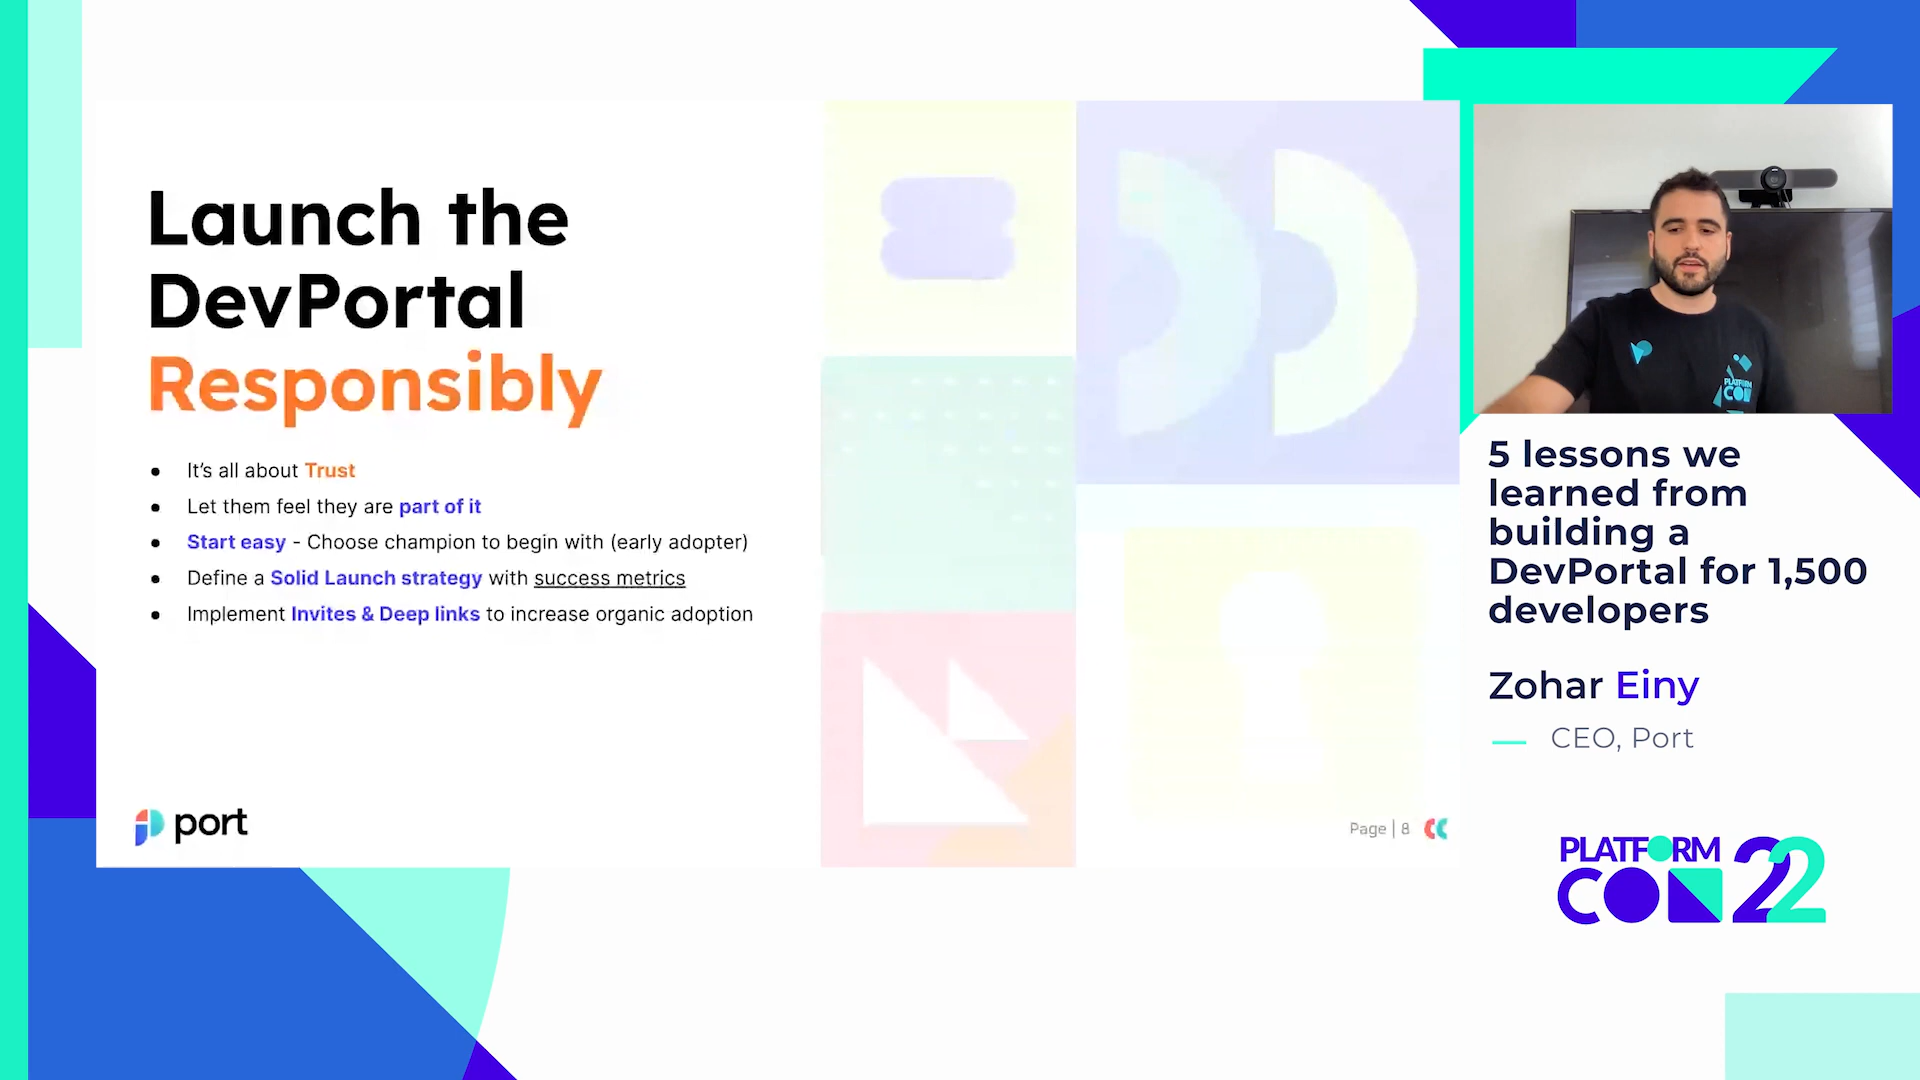 Launch the
DevPortal
Responsibly
● It's all about Trust
● Let them feel they are part of it
● Start easy - Choose champion to begin with (early adopter)
● Define a Solid Launch strategy with success metrics
● Implement Invites & Deep links to increase organic adoption
port
Page | 8
PLATFORM
CON
5 lessons we
learned from
building a
DevPortal for 1,500
developers
Zohar Einy
CEO, Port
PLATFORM
CON 22